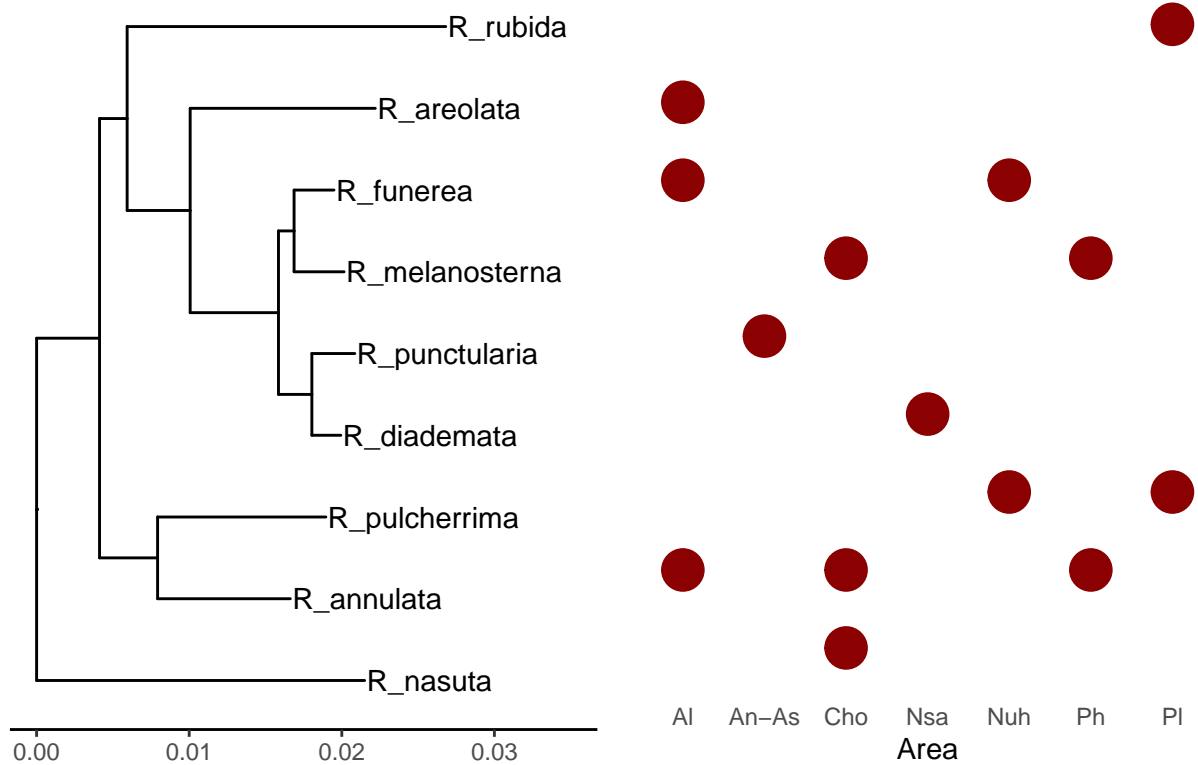 R_rubida
R_areolata
R_funerea
R_melanosterna
R_punctularia
R_diademata
R_pulcherrima
R_annulata
R_nasuta
Al An−As Cho Nsa Nuh Ph Pl
Area
0.00 0.01 0.02 0.03